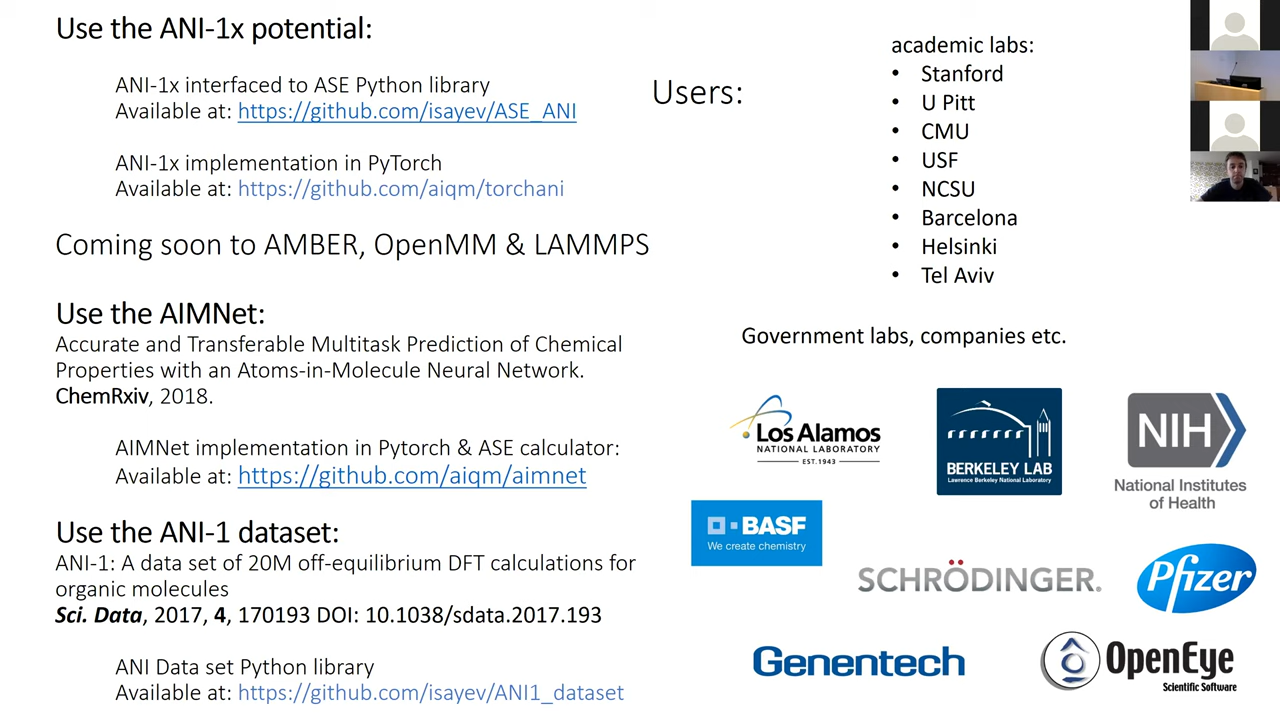 Use the ANI-1x potential:
ANI-1x interfaced to ASE Python library
Available at: https://github.com/isayev/ASE_ANI
ANI-1x implementation in PyTorch
Available at: https://github.com/aiqm/torchani
Coming soon to AMBER, OpenMM & LAMMPS
Use the AIMNet:
Accurate and Transferable Multitask Prediction of Chemical
Properties with an Atoms-in-Molecule Neural Network.
ChemRxiv, 2018.
AIMNet implementation in Pytorch & ASE calculator:
Available at: https://github.com/aiqm/aimnet
Use the ANI-1 dataset:
ANI-1: A data set of 20M off-equilibrium DFT calculations for
organic molecules
Sci. Data, 2017, 4, 170193 DOI: 10.1038/sdata.2017.193
ANI Data set Python library
Available at: https://github.com/isayev/ANI1_dataset
Users:
academic labs:
• Stanford
• U Pitt
• CMU
• USF
• NCSU
• Barcelona
• Helsinki
• Tel Aviv
Government labs, companies etc.
Los Alamos
NATIONAL LABORATORY
EST.1943
BERKELEY LAB
Lawrence Berkeley National Laboratory
NIH
National Institutes
of Health
BASF
We create chemistry
SCHRÖDINGER.
Pfizer
Genentech
OpenEye
Scientific Software